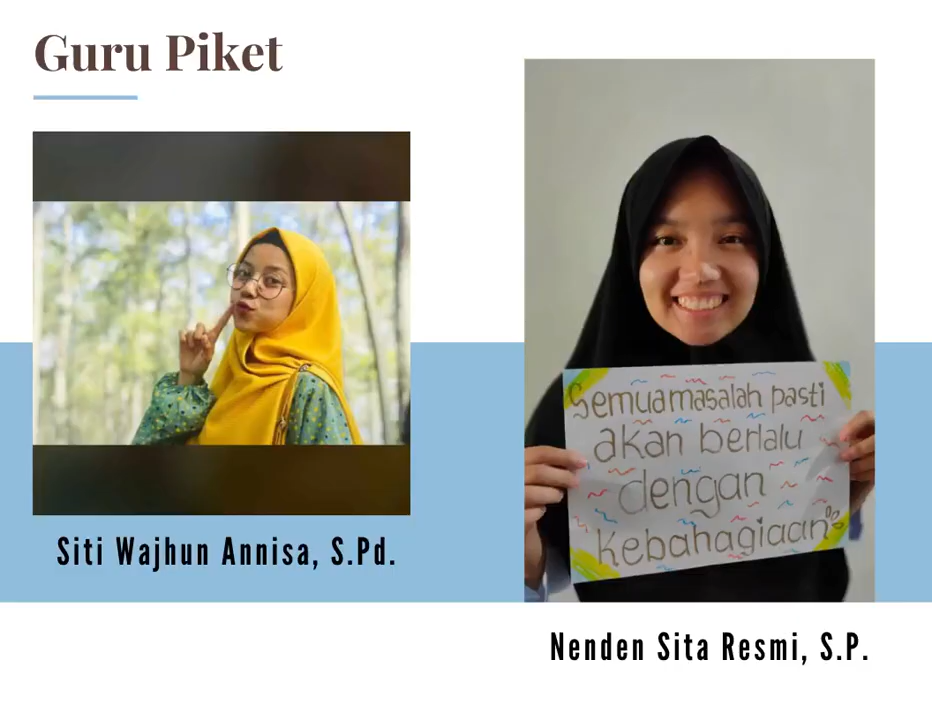 Guru Piket
Semua masalah pasti
akan berlalu
dengan
kebahagiaan
Siti Wajhun Annisa, S.Pd.
Nenden Sita Resmi, S.P.